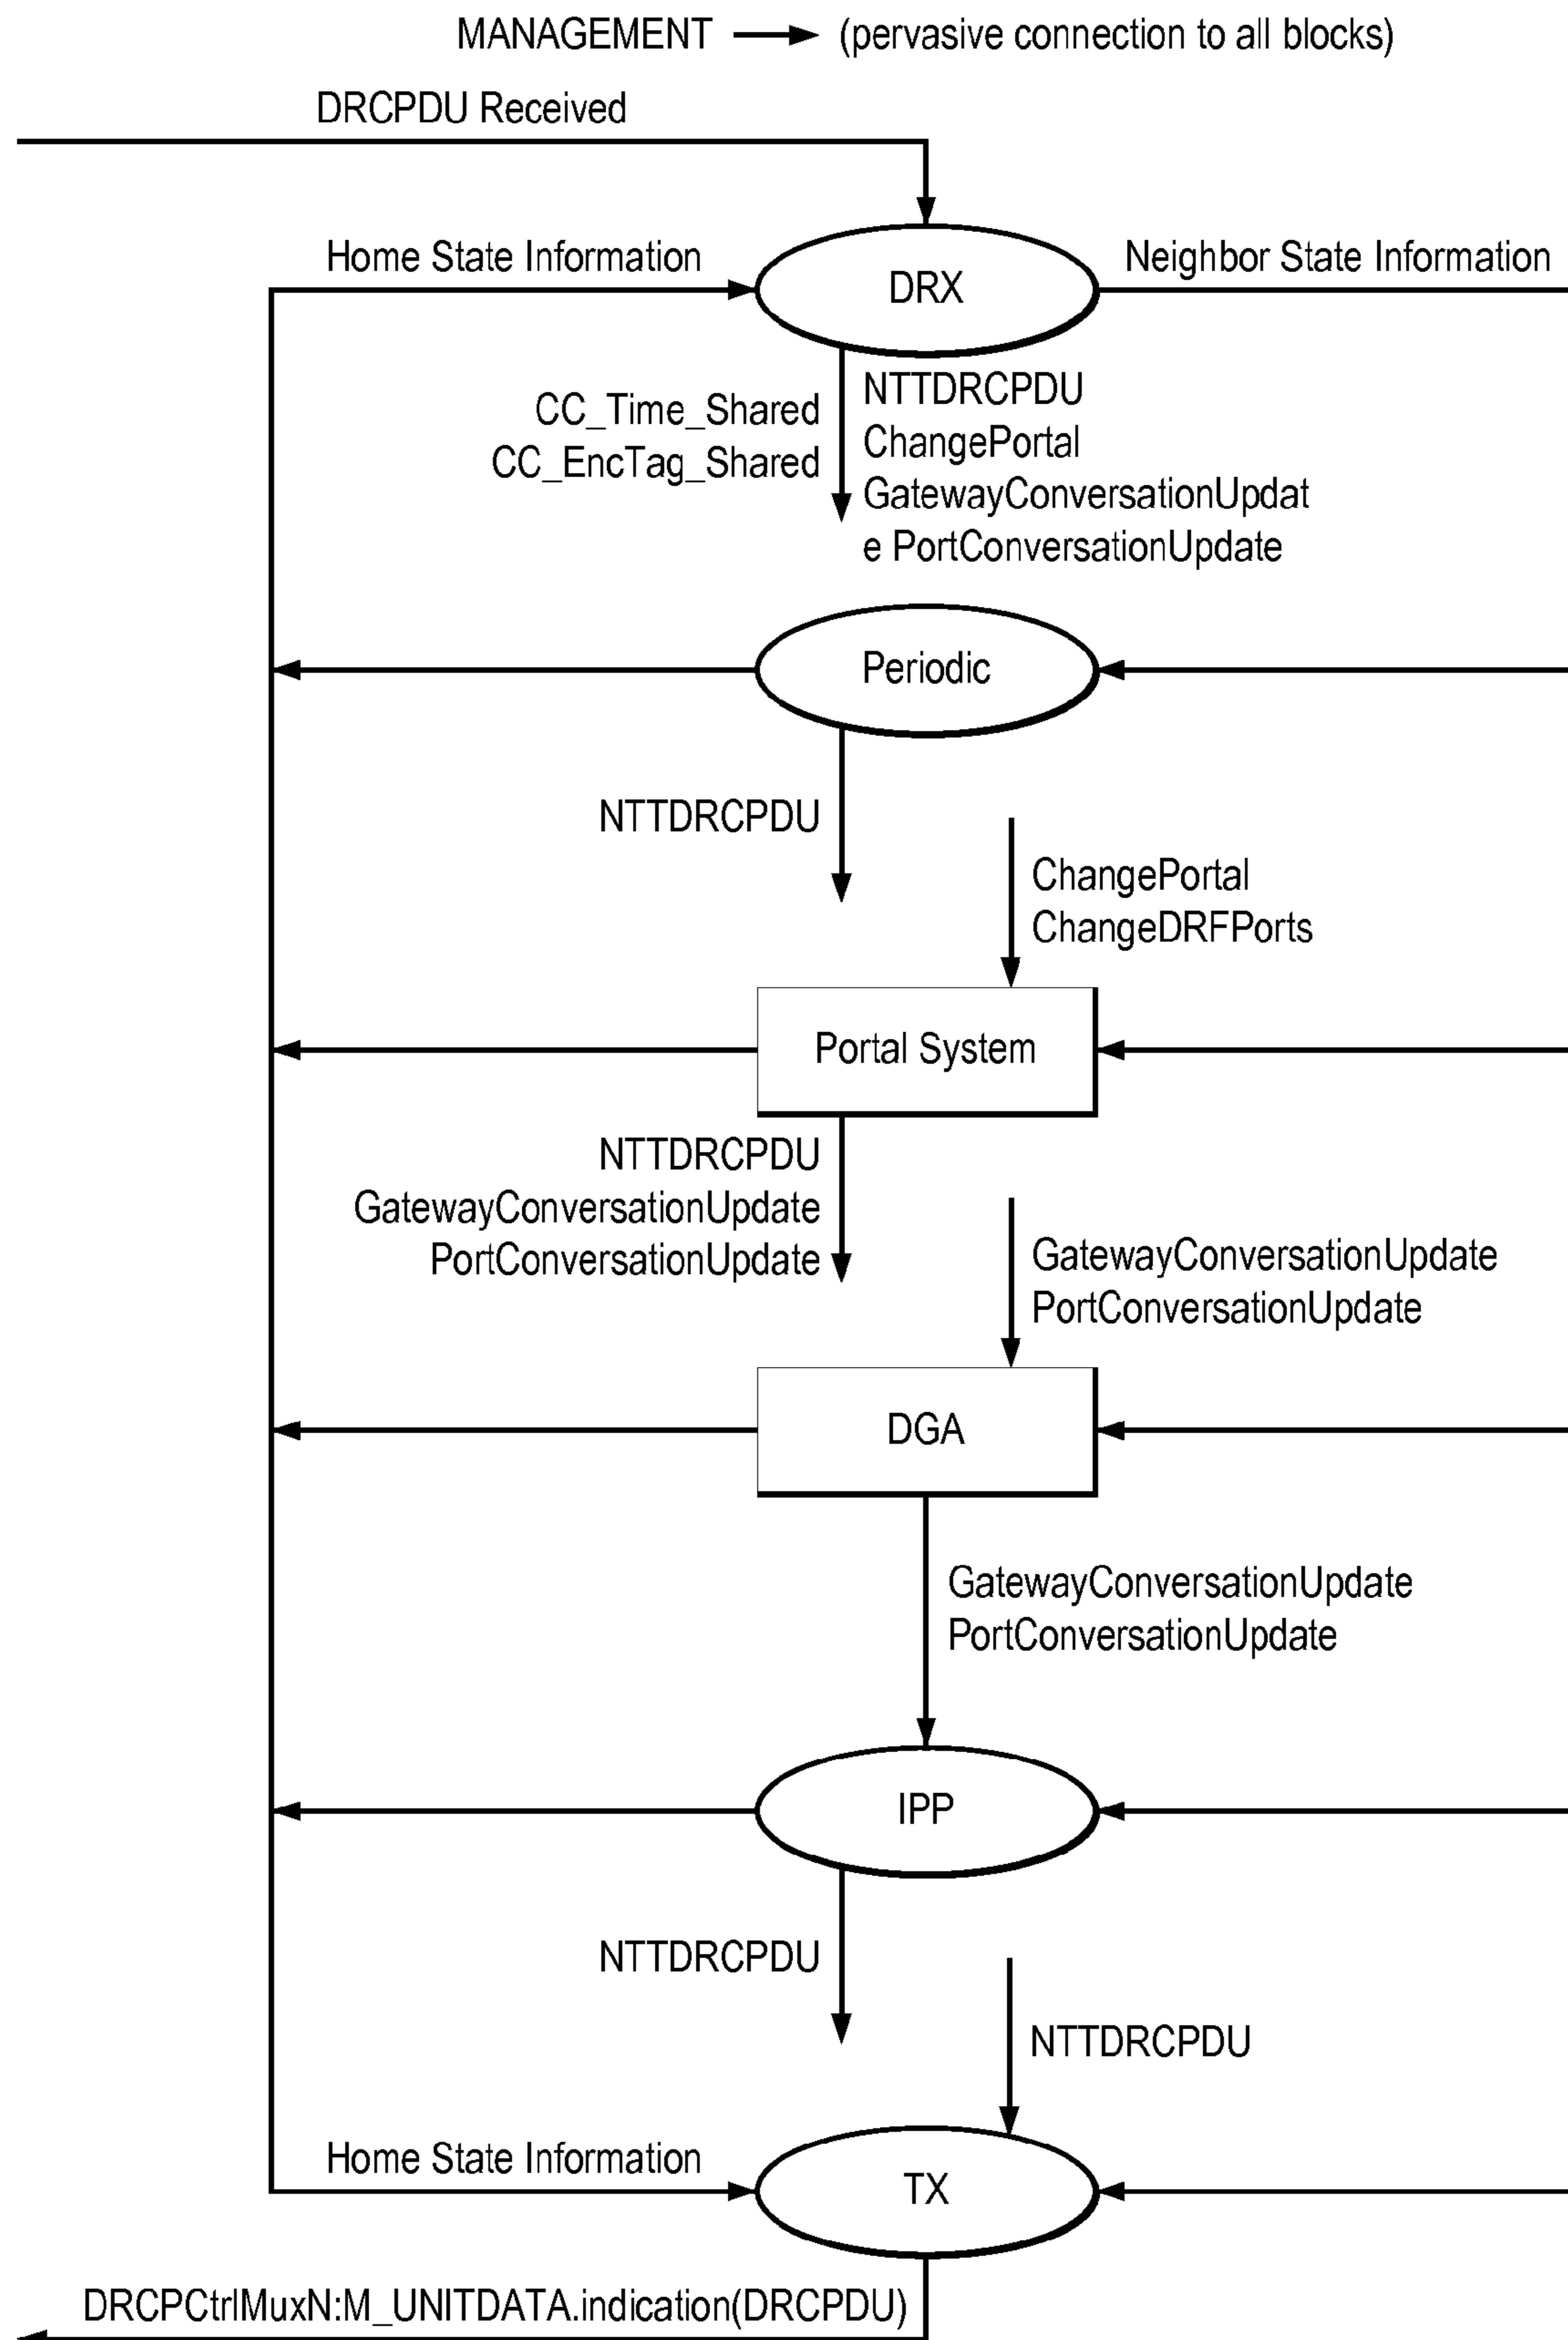 MANAGEMENT (pervasive connection to all blocks)
DRCPDU Received
Home State Information
DRX
Neighbor State Information
CC_Time_Shared
CC_EncTag_Shared
NTTDRCPDU
ChangePortal
GatewayConversationUpdat
e PortConversationUpdate
Periodic
NTTDRCPDU
ChangePortal
ChangeDRFPorts
Portal System
NTTDRCPDU
GatewayConversationUpdate
PortConversationUpdate
GatewayConversationUpdate
PortConversationUpdate
DGA
GatewayConversationUpdate
PortConversationUpdate
IPP
NTTDRCPDU
NTTDRCPDU
Home State Information
TX
DRCPCtrlMuxN:M_UNITDATA.indication(DRCPDU)